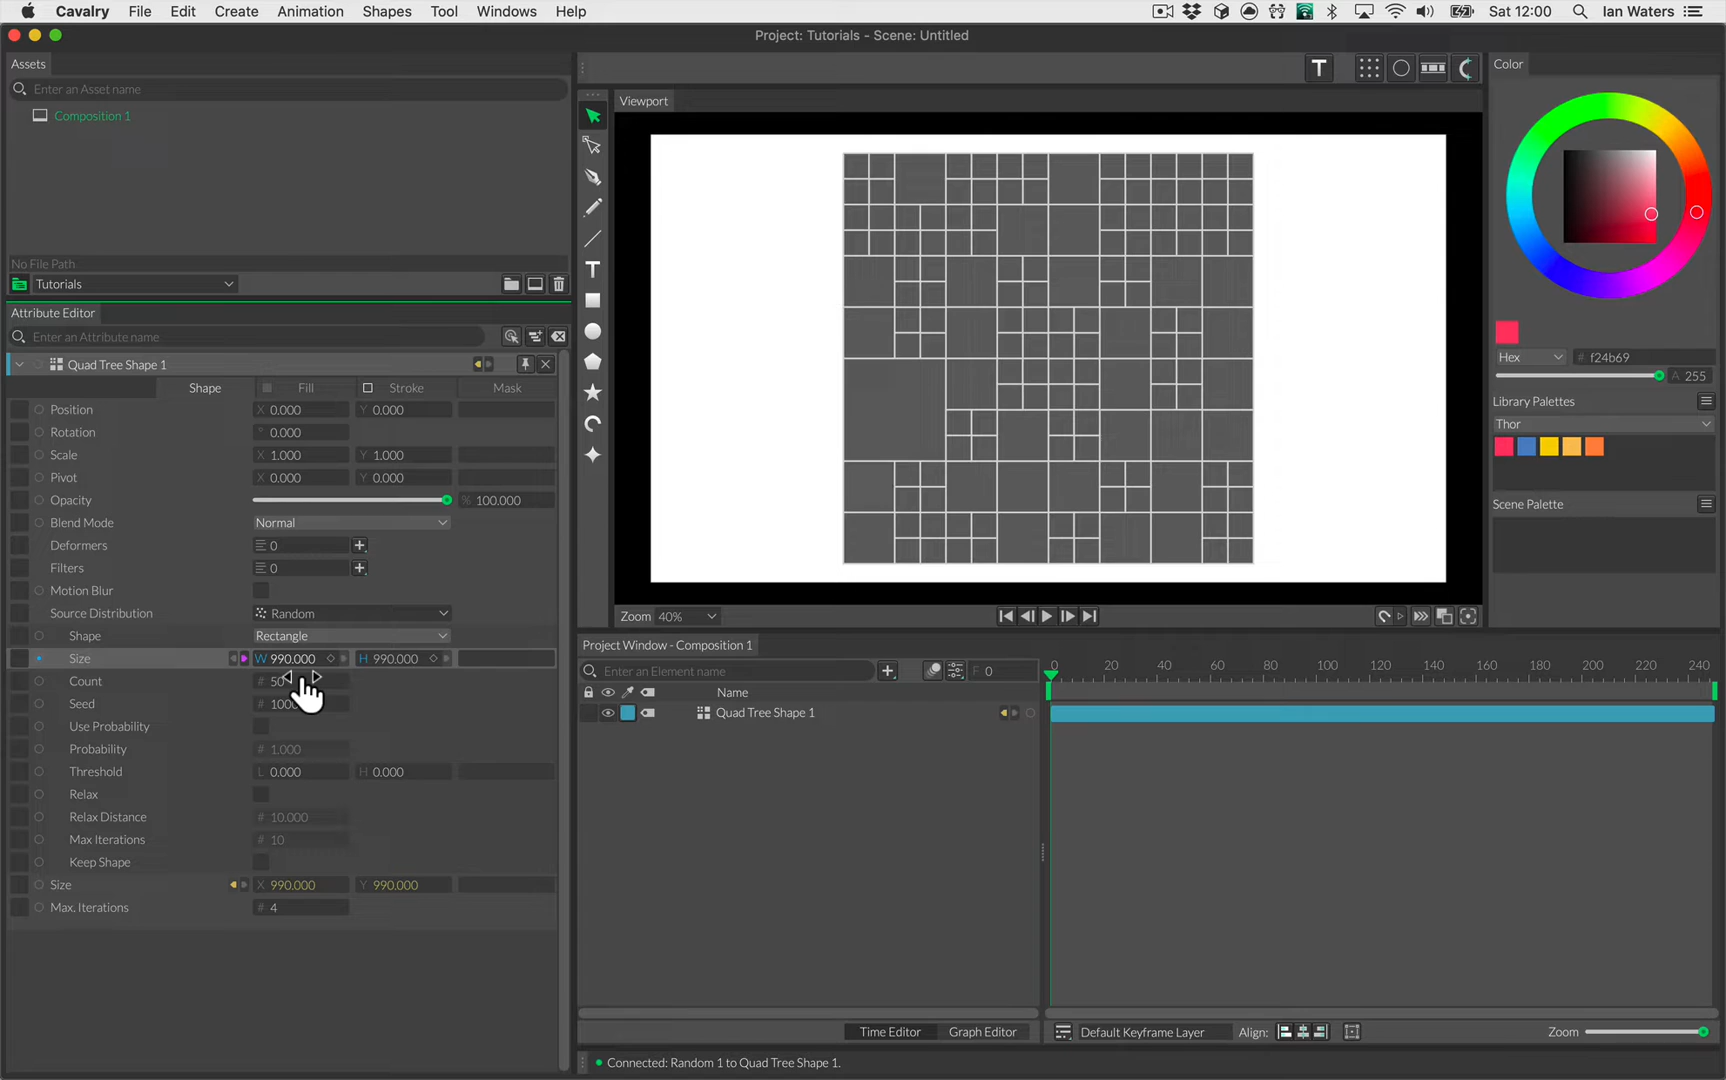 Cavalry File Edit Create Animation Shapes Tool Windows Help Sat 12:00 Ian Waters
Project: Tutorials - Scene: Untitled
Assets
Enter an Asset name
Composition 1
No File Path
Tutorials
Attribute Editor
Enter an Attribute name
Quad Tree Shape 1
Shape Fill Stroke Mask
Position X 0.000 Y 0.000
Rotation ° 0.000
Scale X 1.000 Y 1.000
Pivot X 0.000 Y 0.000
Opacity % 100.000
Blend Mode Normal
Deformers 0
Filters 0
Motion Blur
Source Distribution Random
Shape Rectangle
Size W 990.000 H 990.000
Count # 50
Seed # 1000
Use Probability
Probability # 1.000
Threshold L 0.000 H 0.000
Relax
Relax Distance # 10.000
Max Iterations # 10
Keep Shape
Size X 990.000 Y 990.000
Max. Iterations # 4
T
Viewport
T
Zoom 40%
Color
Hex # f24b69
A 255
Library Palettes
Thor
Scene Palette
Project Window - Composition 1
Enter an Element name F 0
0 20 40 60 80 100 120 140 160 180 200 220 240
Name
Quad Tree Shape 1
Time Editor Graph Editor Default Keyframe Layer Align: Zoom
Connected: Random 1 to Quad Tree Shape 1.